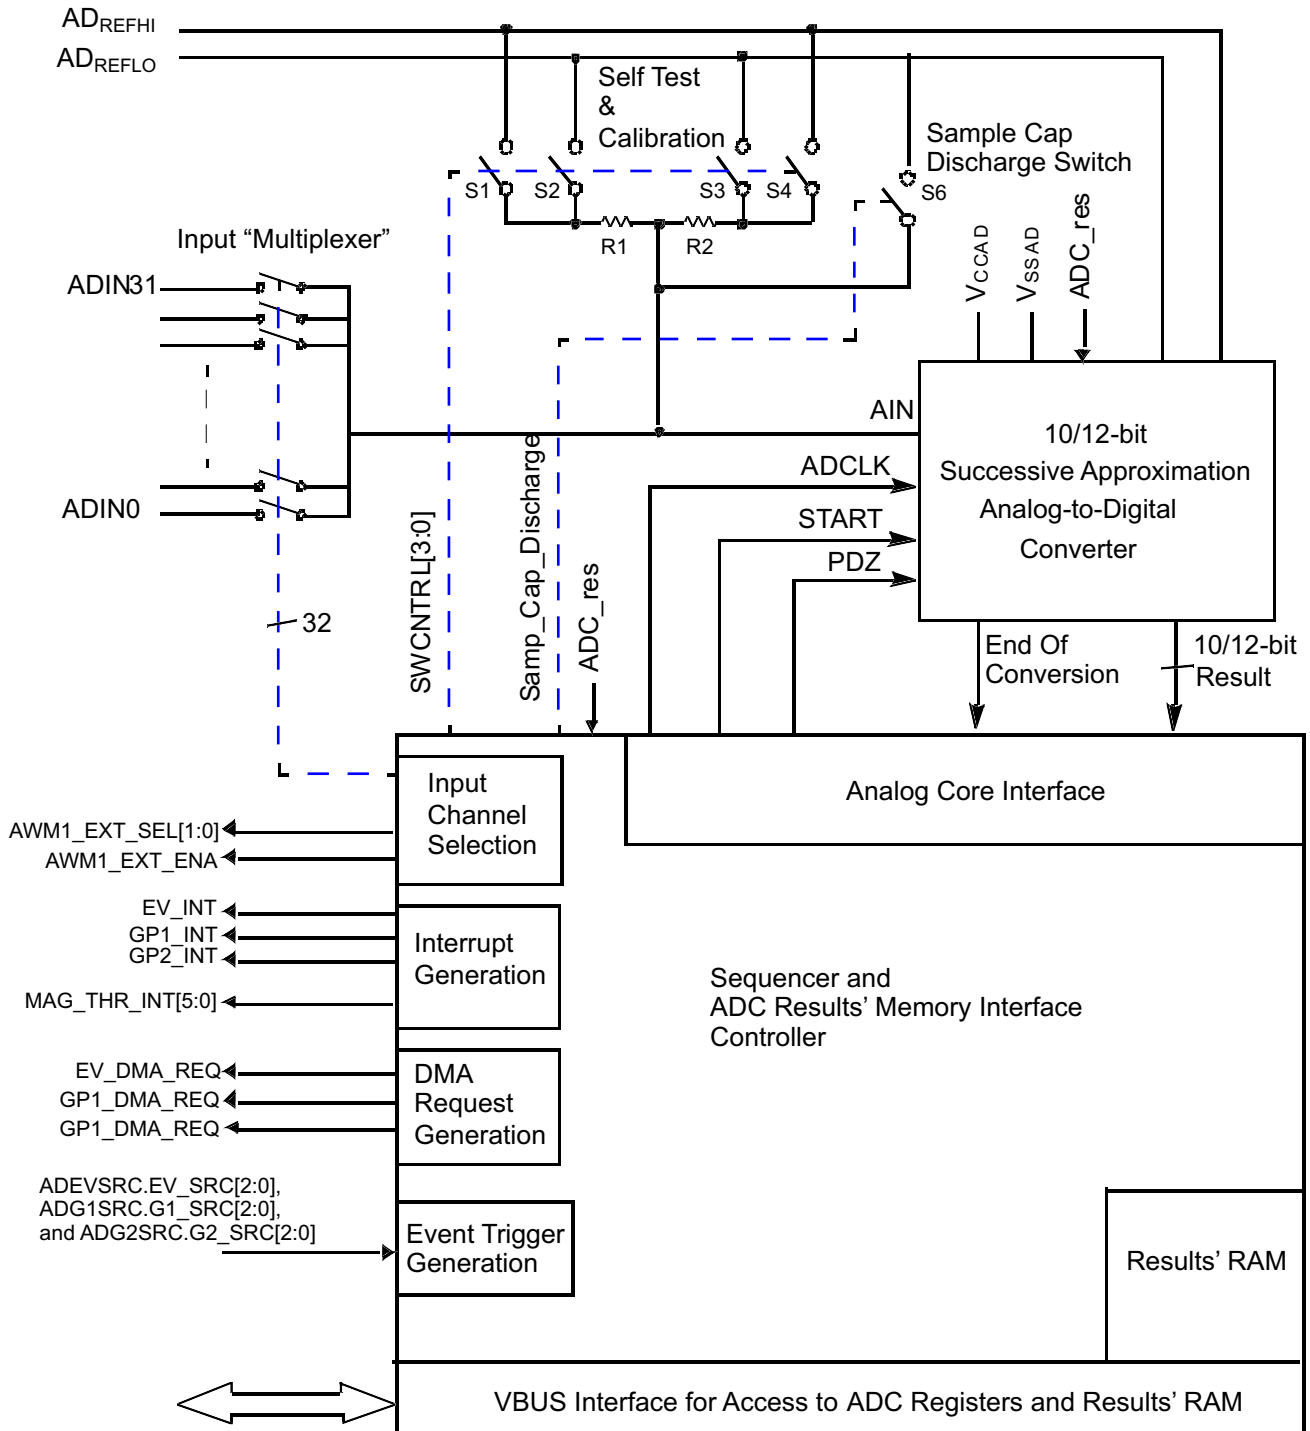 ADREFHI
ADREFLO
Self Test
&
Calibration
Sample Cap
Discharge Switch
S1
S2
S3
S4
S6
R1
R2
Input “Multiplexer”
ADIN31
ADIN0
VCCAD
VSSAD
ADC_res
AIN
ADCLK
START
PDZ
10/12-bit
Successive Approximation
Analog-to-Digital
Converter
32
SWCNTRL[3:0]
Samp_Cap_Discharge
ADC_res
End Of
Conversion
10/12-bit
Result
Input
Channel
Selection
Analog Core Interface
AWM1_EXT_SEL[1:0]
AWM1_EXT_ENA
EV_INT
GP1_INT
GP2_INT
MAG_THR_INT[5:0]
Interrupt
Generation
Sequencer and
ADC Results’ Memory Interface
Controller
EV_DMA_REQ
GP1_DMA_REQ
GP1_DMA_REQ
DMA
Request
Generation
ADEVSRC.EV_SRC[2:0],
ADG1SRC.G1_SRC[2:0],
and ADG2SRC.G2_SRC[2:0]
Event Trigger
Generation
Results’ RAM
VBUS Interface for Access to ADC Registers and Results’ RAM